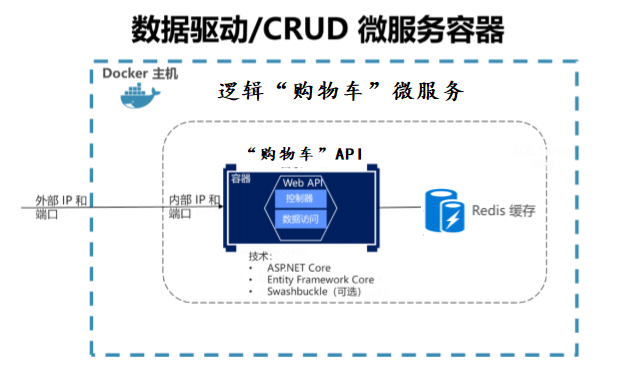 数据驱动/CRUD 微服务容器
Docker 主机
逻辑“购物车”微服务
“购物车”API
容器
Web API
控制器
数据访问
外部 IP 和
端口
内部 IP 和
端口
Redis 缓存
技术：
• ASP.NET Core
• Entity Framework Core
• Swashbuckle（可选）